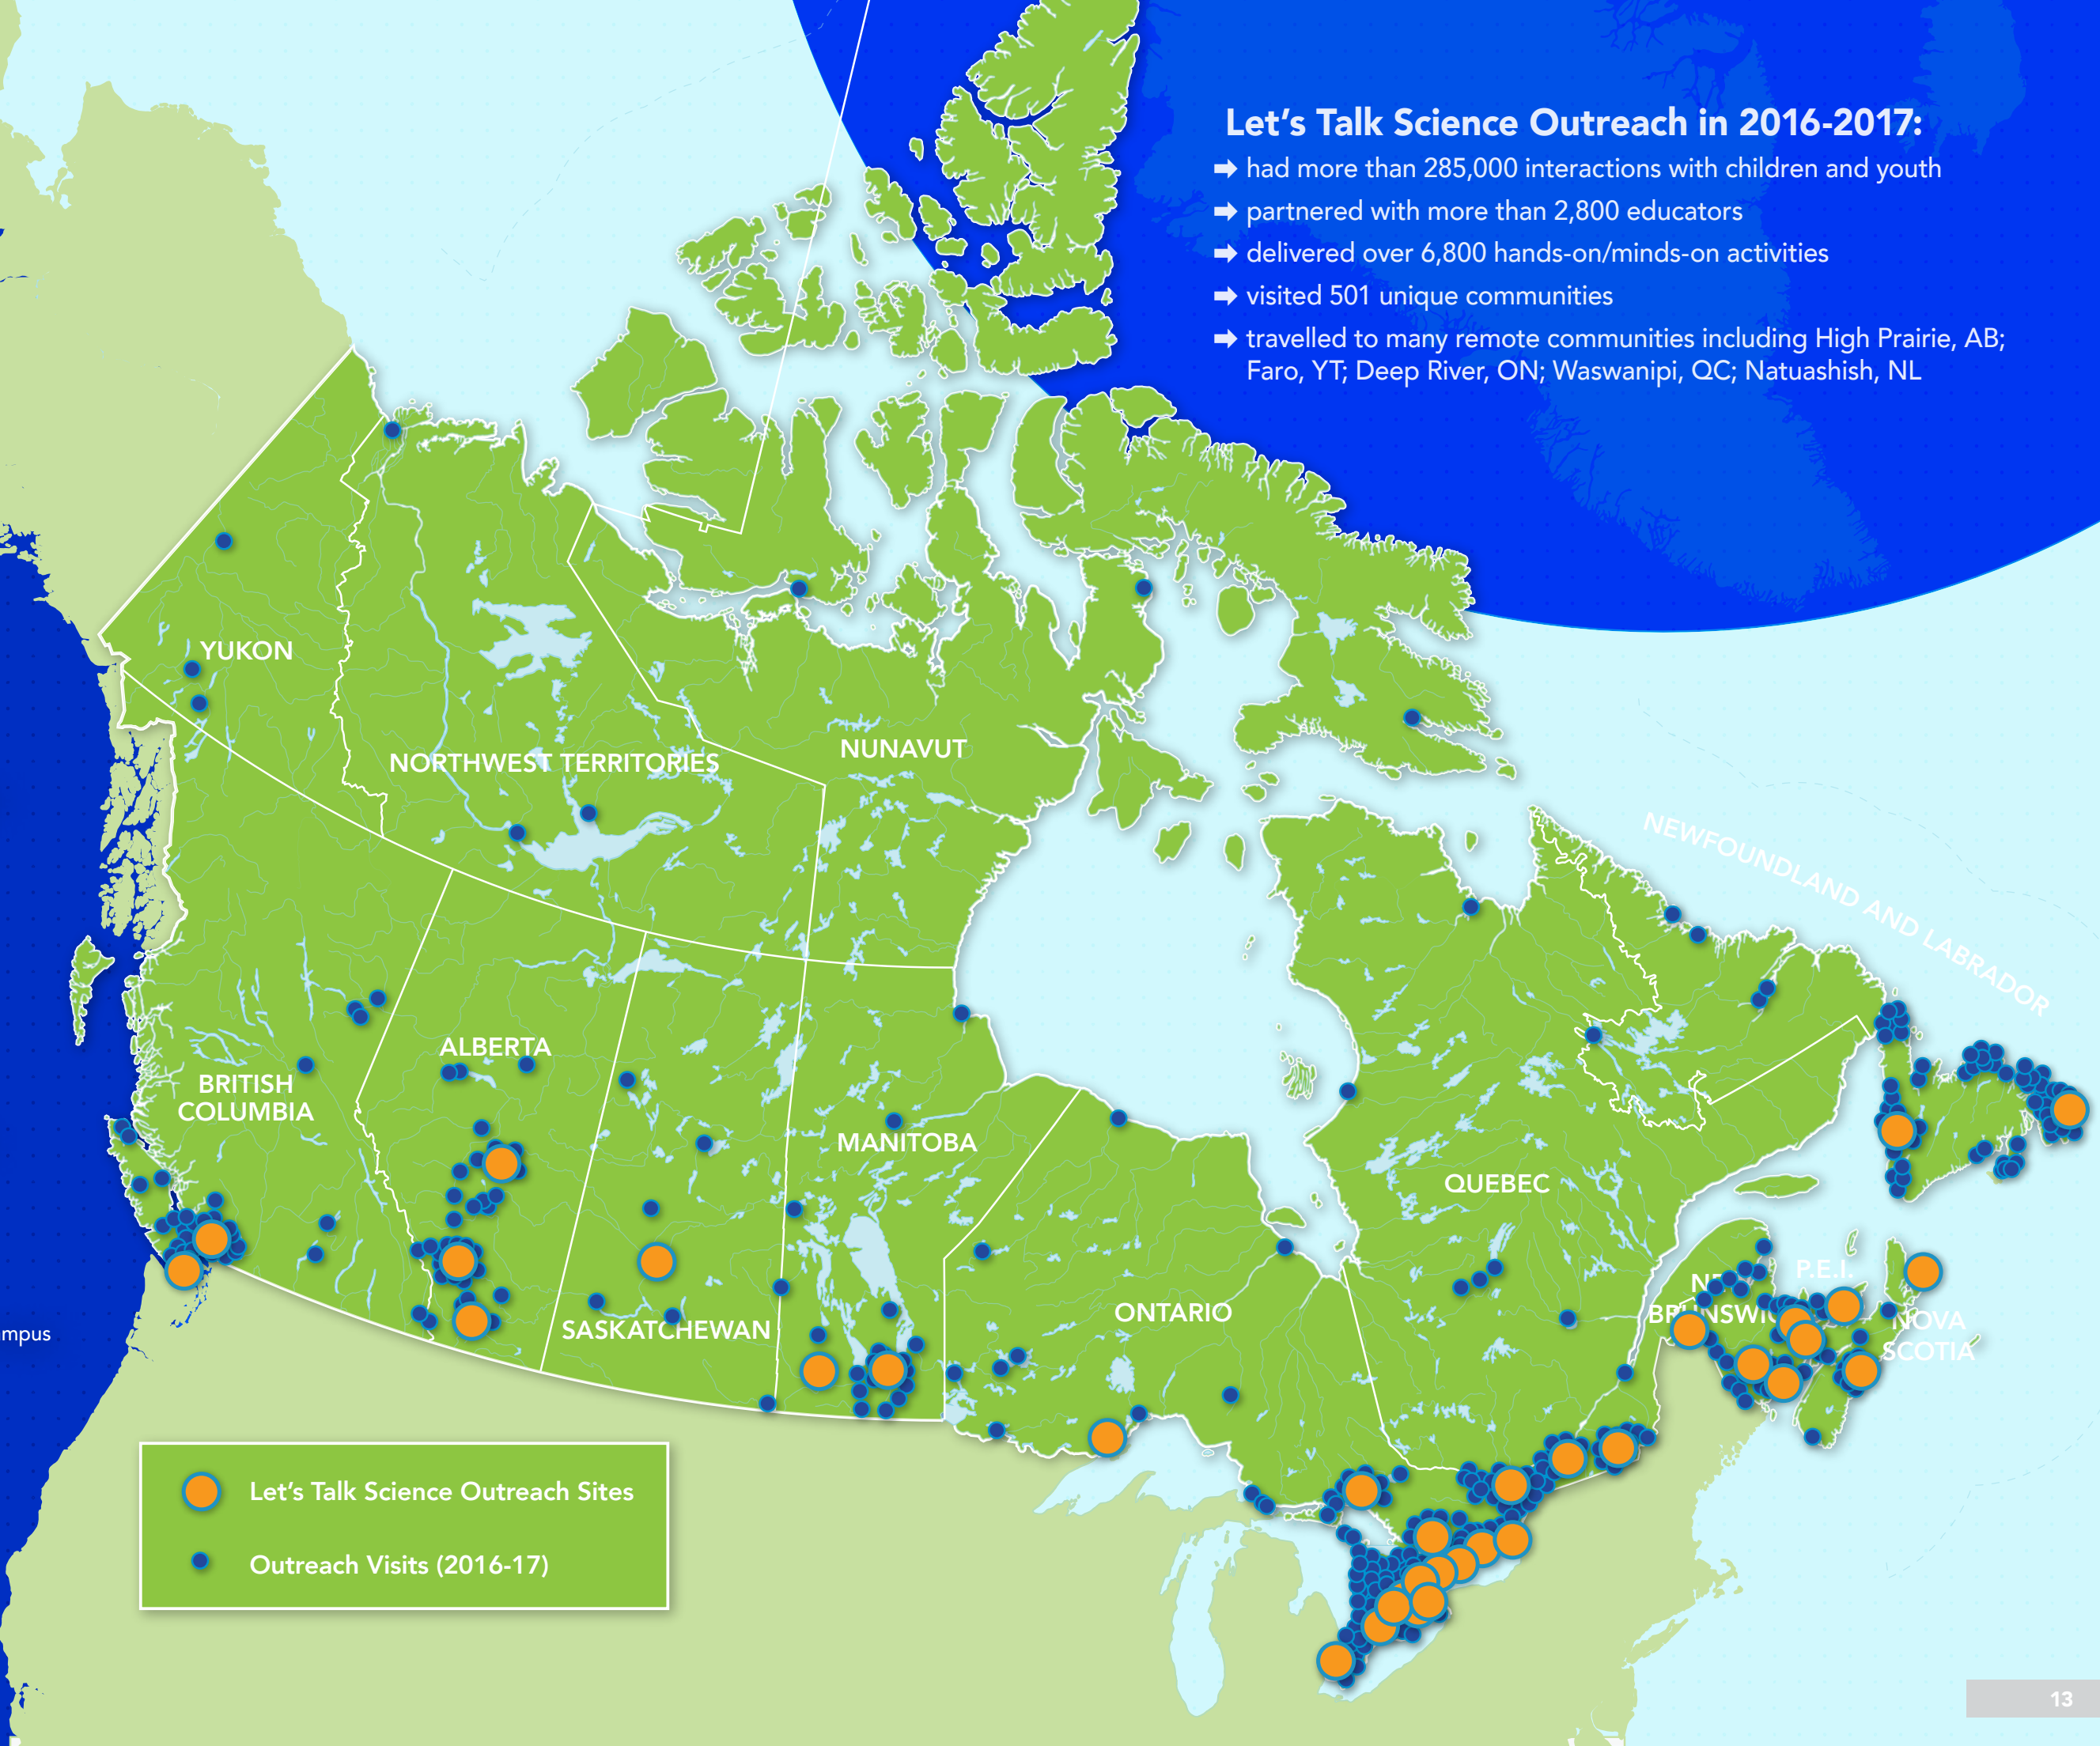 Let's Talk Science Outreach in 2016-2017:
➡ had more than 285,000 interactions with children and youth
➡ partnered with more than 2,800 educators
➡ delivered over 6,800 hands-on/minds-on activities
➡ visited 501 unique communities
➡ travelled to many remote communities including High Prairie, AB;
Faro, YT; Deep River, ON; Waswanipi, QC; Natuashish, NL
YUKON
NORTHWEST TERRITORIES
NUNAVUT
NEWFOUNDLAND AND LABRADOR
ALBERTA
BRITISH
COLUMBIA
MANITOBA
QUEBEC
P.E.I.
ONTARIO
SASKATCHEWAN
NOVA
SCOTIA
mpus
Let's Talk Science Outreach Sites
Outreach Visits (2016-17)
13